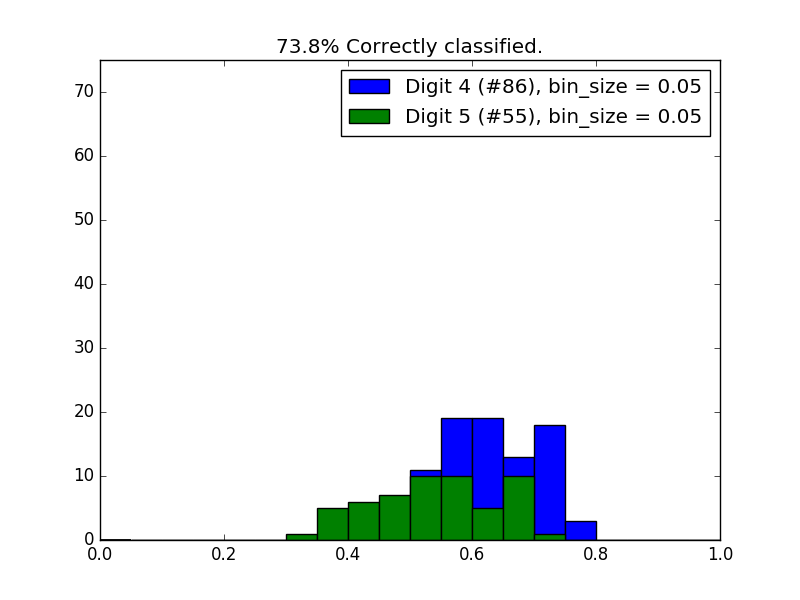 73.8% Correctly classified.
Digit 4 (#86), bin_size = 0.05
Digit 5 (#55), bin_size = 0.05
70
60
50
40
30
20
10
0
0.0 0.2 0.4 0.6 0.8 1.0